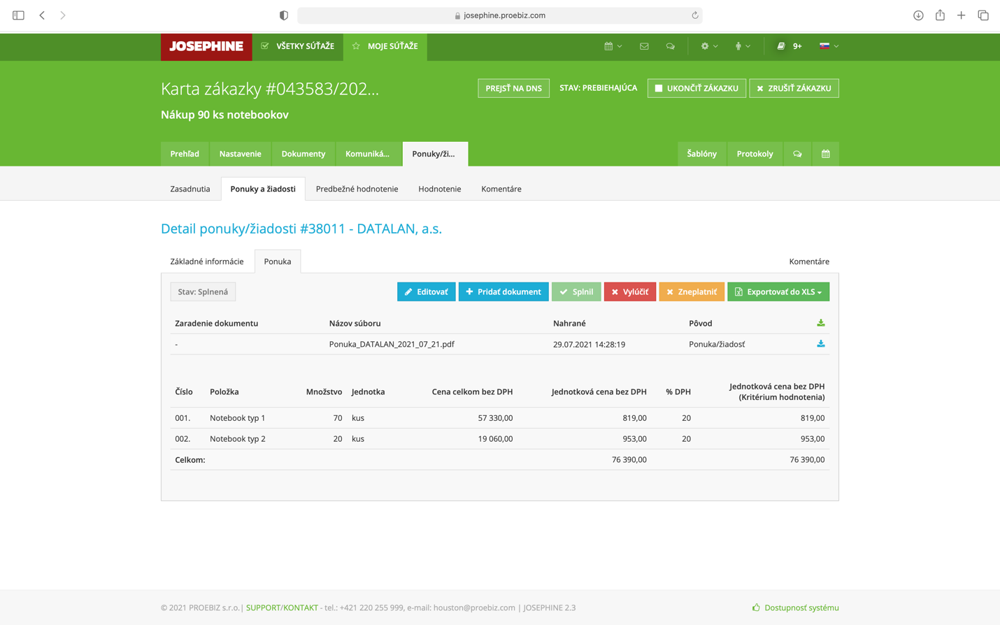 josephine.proebiz.com
JOSEPHINE VŠETKY SÚŤAŽE MOJE SÚŤAŽE 9+
Karta zákazky #043583/202... PREJSŤ NA DNS STAV: PREBIEHAJÚCA UKONČIŤ ZÁKAZKU ZRUŠIŤ ZÁKAZKU
Nákup 90 ks notebookov
Prehľad Nastavenie Dokumenty Komuniká... Ponuky/ži... Šablóny Protokoly
Zasadnutia Ponuky a žiadosti Predbežné hodnotenie Hodnotenie Komentáre
Detail ponuky/žiadosti #38011 - DATALAN, a.s.
Základné informácie Ponuka Komentáre
Stav: Splnená Editovať Pridať dokument Splnil Vylúčiť Zneplatniť Exportovať do XLS
Zaradenie dokumentu Názov súboru Nahrané Pôvod
- Ponuka_DATALAN_2021_07_21.pdf 29.07.2021 14:28:19 Ponuka/žiadosť
Číslo Položka Množstvo Jednotka Cena celkom bez DPH Jednotková cena bez DPH % DPH Jednotková cena bez DPH
(Kritérium hodnotenia)
001. Notebook typ 1 70 kus 57 330,00 819,00 20 819,00
002. Notebook typ 2 20 kus 19 060,00 953,00 20 953,00
Celkom: 76 390,00 76 390,00
© 2021 PROEBIZ s.r.o.| SUPPORT/KONTAKT - tel.: +421 220 255 999, e-mail: houston@proebiz.com | JOSEPHINE 2.3 Dostupnosť systému